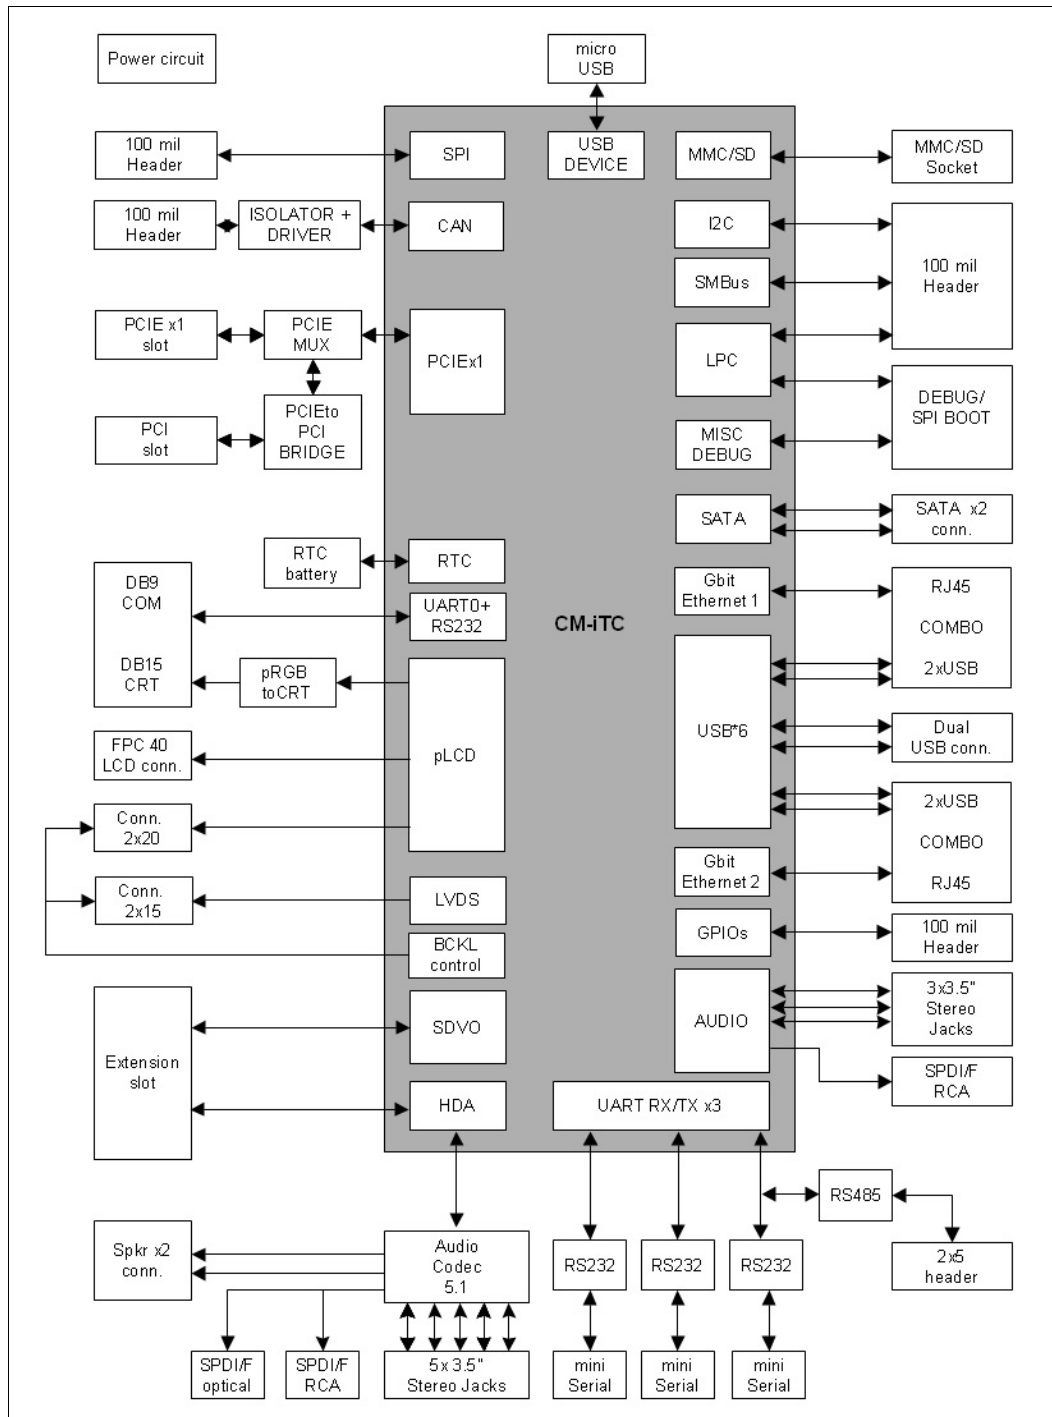 Power circuit
micro
USB
100 mil
Header
SPI
USB
DEVICE
MMC/SD
MMC/SD
Socket
100 mil
Header
ISOLATOR +
DRIVER
CAN
I2C
SMBus
100 mil
Header
PCIE x1
slot
PCIE
MUX
PCIEx1
LPC
PCI
slot
PCIEto
PCI
BRIDGE
MISC
DEBUG
DEBUG/
SPI BOOT
SATA
SATA x2
conn.
RTC
battery
RTC
Gbit
Ethernet 1
RJ45
COMBO
2xUSB
DB9
COM
DB15
CRT
UART0+
RS232
CM-iTC
pRGB
toCRT
pLCD
USB*6
Dual
USB conn.
FPC 40
LCD conn.
Conn.
2x20
2xUSB
COMBO
RJ45
Gbit
Ethernet 2
Conn.
2x15
LVDS
BCKL
control
GPIOs
100 mil
Header
Extension
slot
SDVO
AUDIO
3x3.5"
Stereo
Jacks
SPDI/F
RCA
HDA
UART RX/TX x3
RS485
2x5
header
Spkr x2
conn.
Audio
Codec
5.1
RS232
RS232
RS232
SPDI/F
optical
SPDI/F
RCA
5x 3.5"
Stereo Jacks
mini
Serial
mini
Serial
mini
Serial